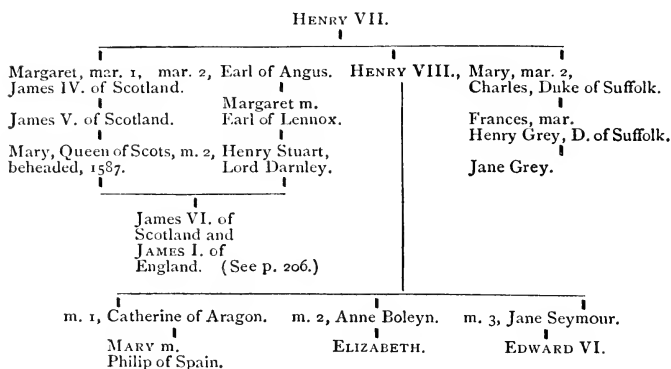 HENRY VII.
Margaret, mar. 1, mar. 2, Earl of Angus. HENRY VIII., Mary, mar. 2,
James IV. of Scotland. Charles, Duke of Suffolk.
Margaret m.
James V. of Scotland. Earl of Lennox. Frances, mar.
Henry Grey, D. of Suffolk.
Mary, Queen of Scots, m. 2, Henry Stuart,
beheaded, 1587. Lord Darnley. Jane Grey.
James VI. of
Scotland and
JAMES I. of
England. (See p. 206.)
m. 1, Catherine of Aragon. m. 2, Anne Boleyn. m. 3, Jane Seymour.
MARY m. ELIZABETH. EDWARD VI.
Philip of Spain.